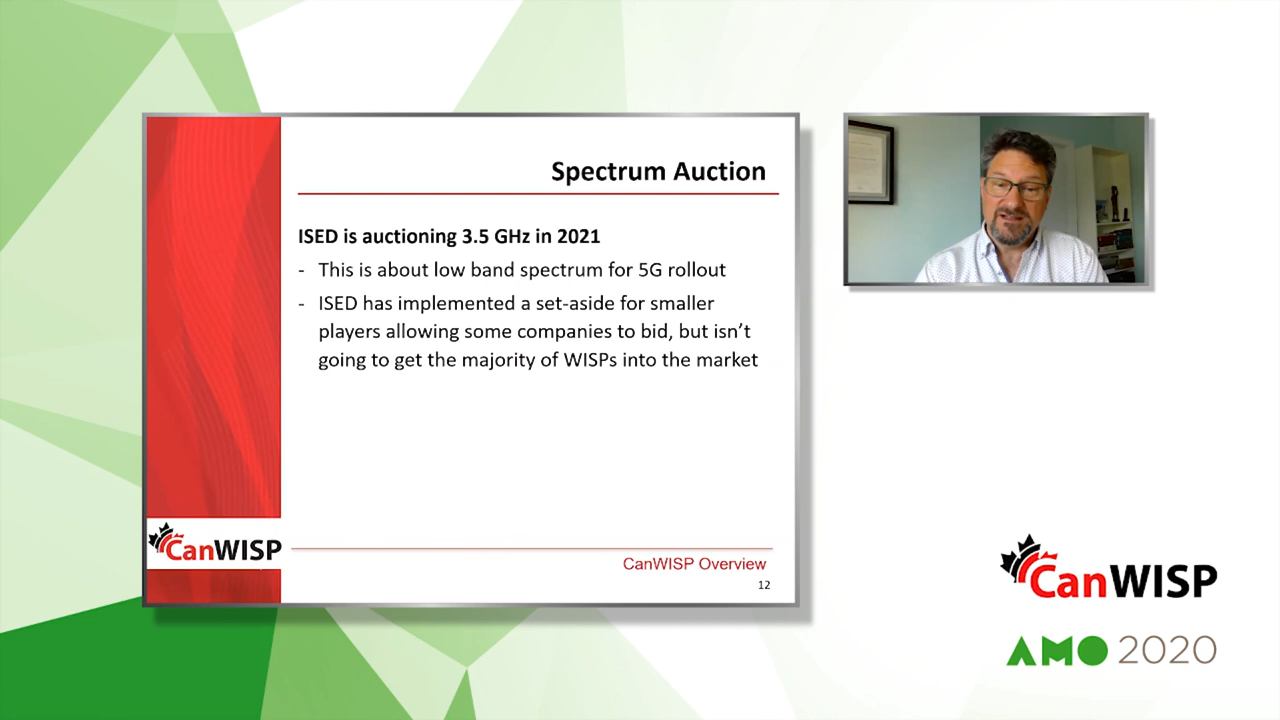 Spectrum Auction
ISED is auctioning 3.5 GHz in 2021
- This is about low band spectrum for 5G rollout
- ISED has implemented a set-aside for smaller
players allowing some companies to bid, but isn’t
going to get the majority of WISPs into the market
CanWISP
CanWISP Overview
12
CanWISP
AMO 2020